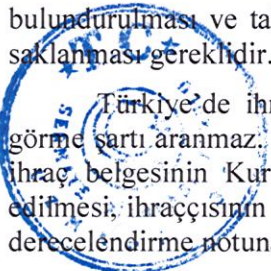 bulundurulması ve ta
saklanması gereklidir.
Türkiye'de ihr
görme şartı aranmaz.
ihraç belgesinin Kur
edilmesi, ihraççısının
derecelendirme notun